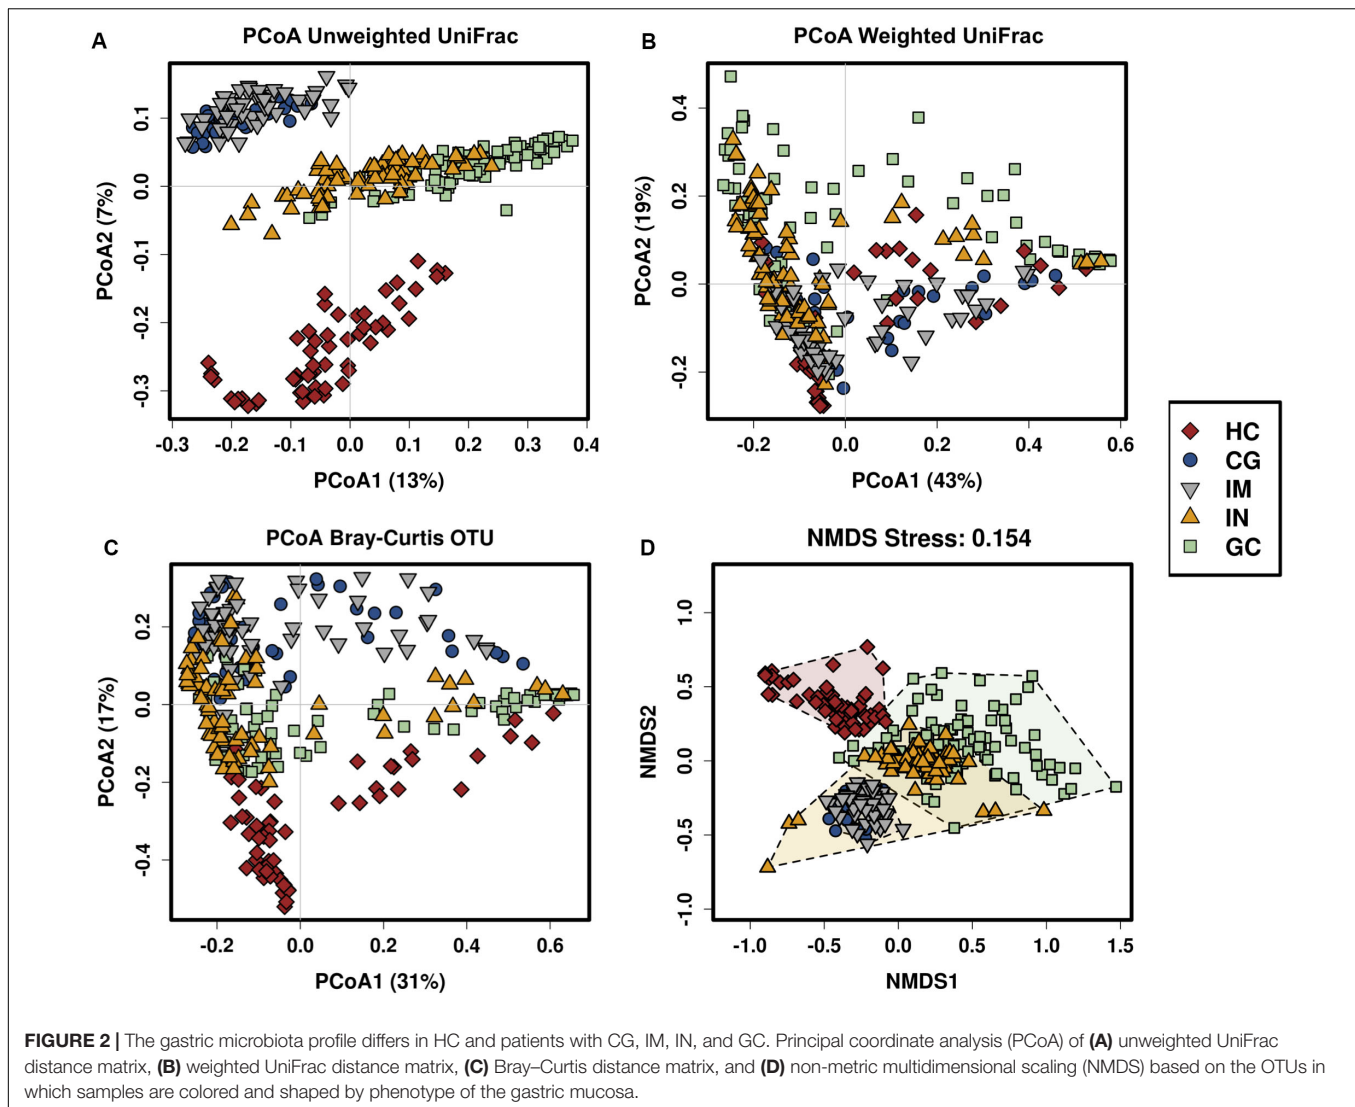 A
PCoA Unweighted UniFrac
PCoA2 (7%)
0.1
0.0
-0.1
-0.2
-0.3
-0.3 -0.2 -0.1 0.0 0.1 0.2 0.3 0.4
PCoA1 (13%)
B
PCoA Weighted UniFrac
PCoA2 (19%)
0.4
0.2
0.0
-0.2
-0.2 0.0 0.2 0.4 0.6
PCoA1 (43%)
HC
CG
IM
IN
GC
C
PCoA Bray-Curtis OTU
PCoA2 (17%)
0.2
0.0
-0.2
-0.4
-0.2 0.0 0.2 0.4 0.6
PCoA1 (31%)
D
NMDS Stress: 0.154
NMDS2
1.0
0.5
0.0
-0.5
-1.0
-1.0 -0.5 0.0 0.5 1.0 1.5
NMDS1
FIGURE 2 | The gastric microbiota profile differs in HC and patients with CG, IM, IN, and GC. Principal coordinate analysis (PCoA) of (A) unweighted UniFrac
distance matrix, (B) weighted UniFrac distance matrix, (C) Bray–Curtis distance matrix, and (D) non-metric multidimensional scaling (NMDS) based on the OTUs in
which samples are colored and shaped by phenotype of the gastric mucosa.